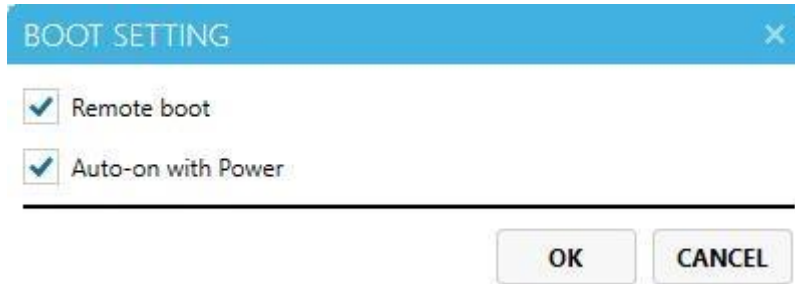 BOOT SETTING
Remote boot
Auto-on with Power
OK CANCEL